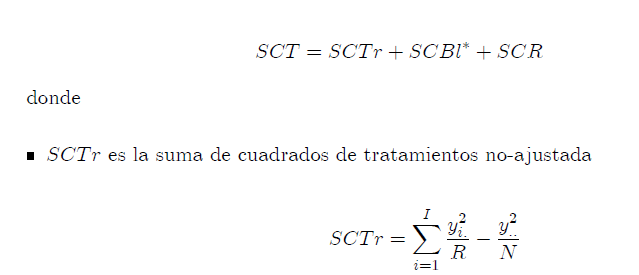 SCT = SCTr + SCBl* + SCR
donde
▪ SCTr es la suma de cuadrados de tratamientos no-ajustada
SCTr = \sum_{i=1}^{I} \frac{y_{i.}^{2}}{R} - \frac{y_{..}^{2}}{N}